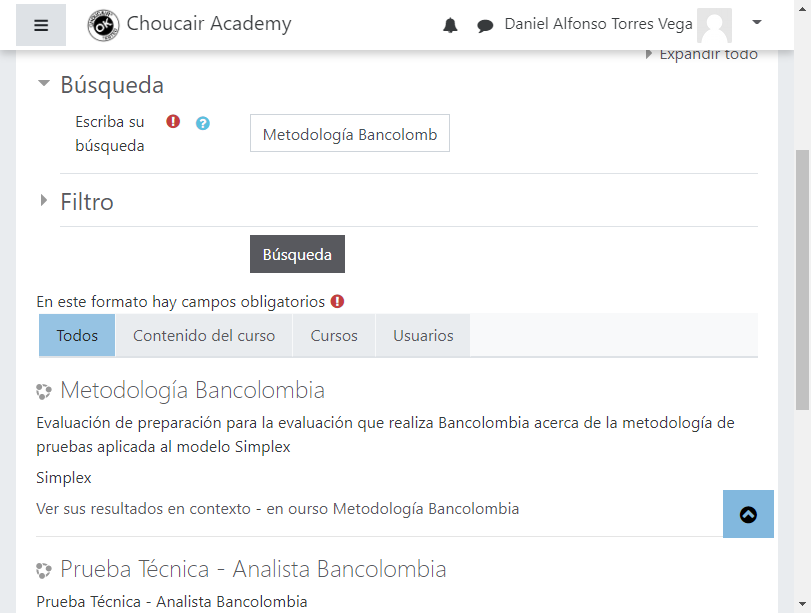 Choucair Academy
Daniel Alfonso Torres Vega
Expandir todo
Búsqueda
Escriba su
búsqueda
Metodología Bancolomb
Filtro
Búsqueda
En este formato hay campos obligatorios
Todos
Contenido del curso
Cursos
Usuarios
Metodología Bancolombia
Evaluación de preparación para la evaluación que realiza Bancolombia acerca de la metodología de
pruebas aplicada al modelo Simplex
Simplex
Ver sus resultados en contexto - en ourso Metodología Bancolombia
Prueba Técnica - Analista Bancolombia
Prueba Técnica - Analista Bancolombia